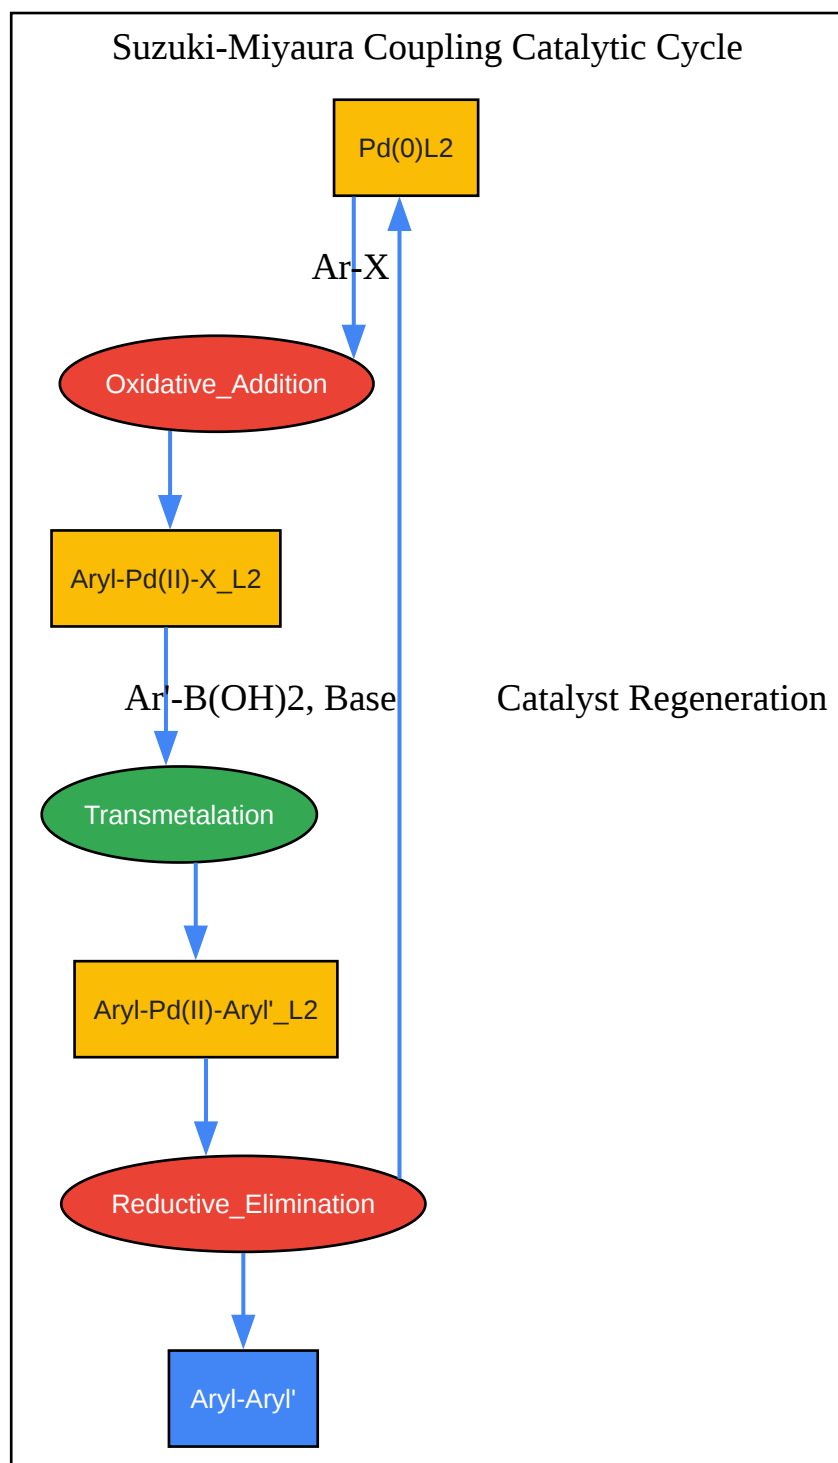 Suzuki-Miyaura Coupling Catalytic Cycle
Pd(0)L2
Ar-X
Oxidative_Addition
Aryl-Pd(II)-X_L2
Ar'-B(OH)2, Base
Catalyst Regeneration
Transmetalation
Aryl-Pd(II)-Aryl'_L2
Reductive_Elimination
Aryl-Aryl'